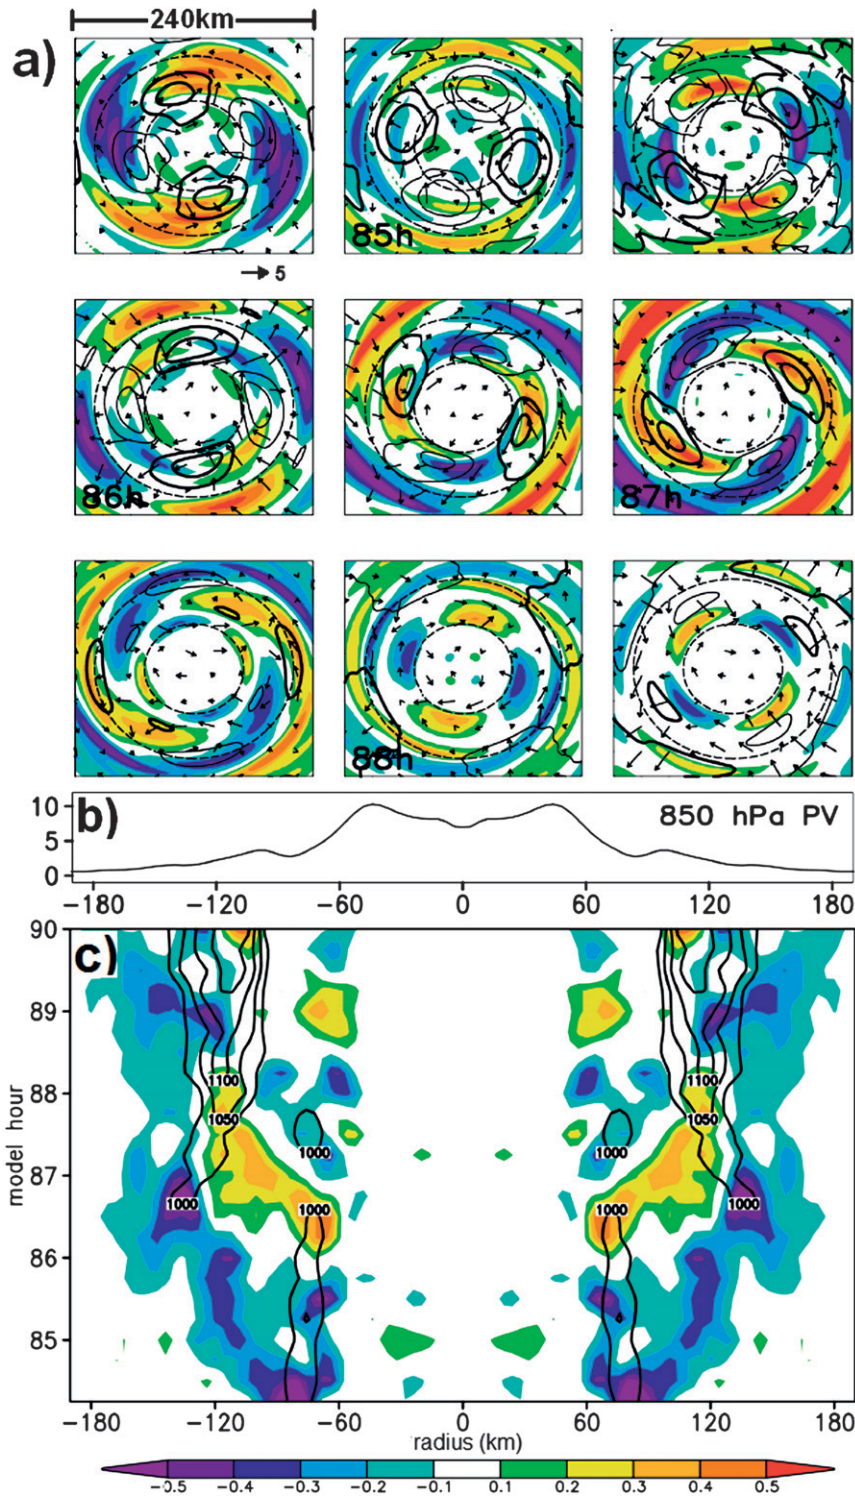 240km
a)
85h
5
86h
87h
88h
b)
850 hPa PV
10
5
0
-180 -120 -60 0 60 120 180
c)
90
89
88
87
86
85
model hour
1100 1100
1050 1050
1000 1000
1000 1000 1000 1000
-180 -120 -60 0 60 120 180
radius (km)
-0.5 -0.4 -0.3 -0.2 -0.1 0.1 0.2 0.3 0.4 0.5